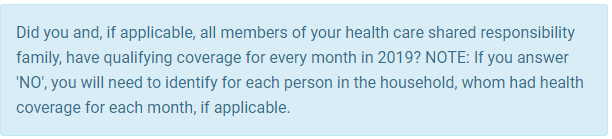 Did you and, if applicable, all members of your health care shared responsibility
family, have qualifying coverage for every month in 2019? NOTE: If you answer
'NO', you will need to identify for each person in the household, whom had health
coverage for each month, if applicable.